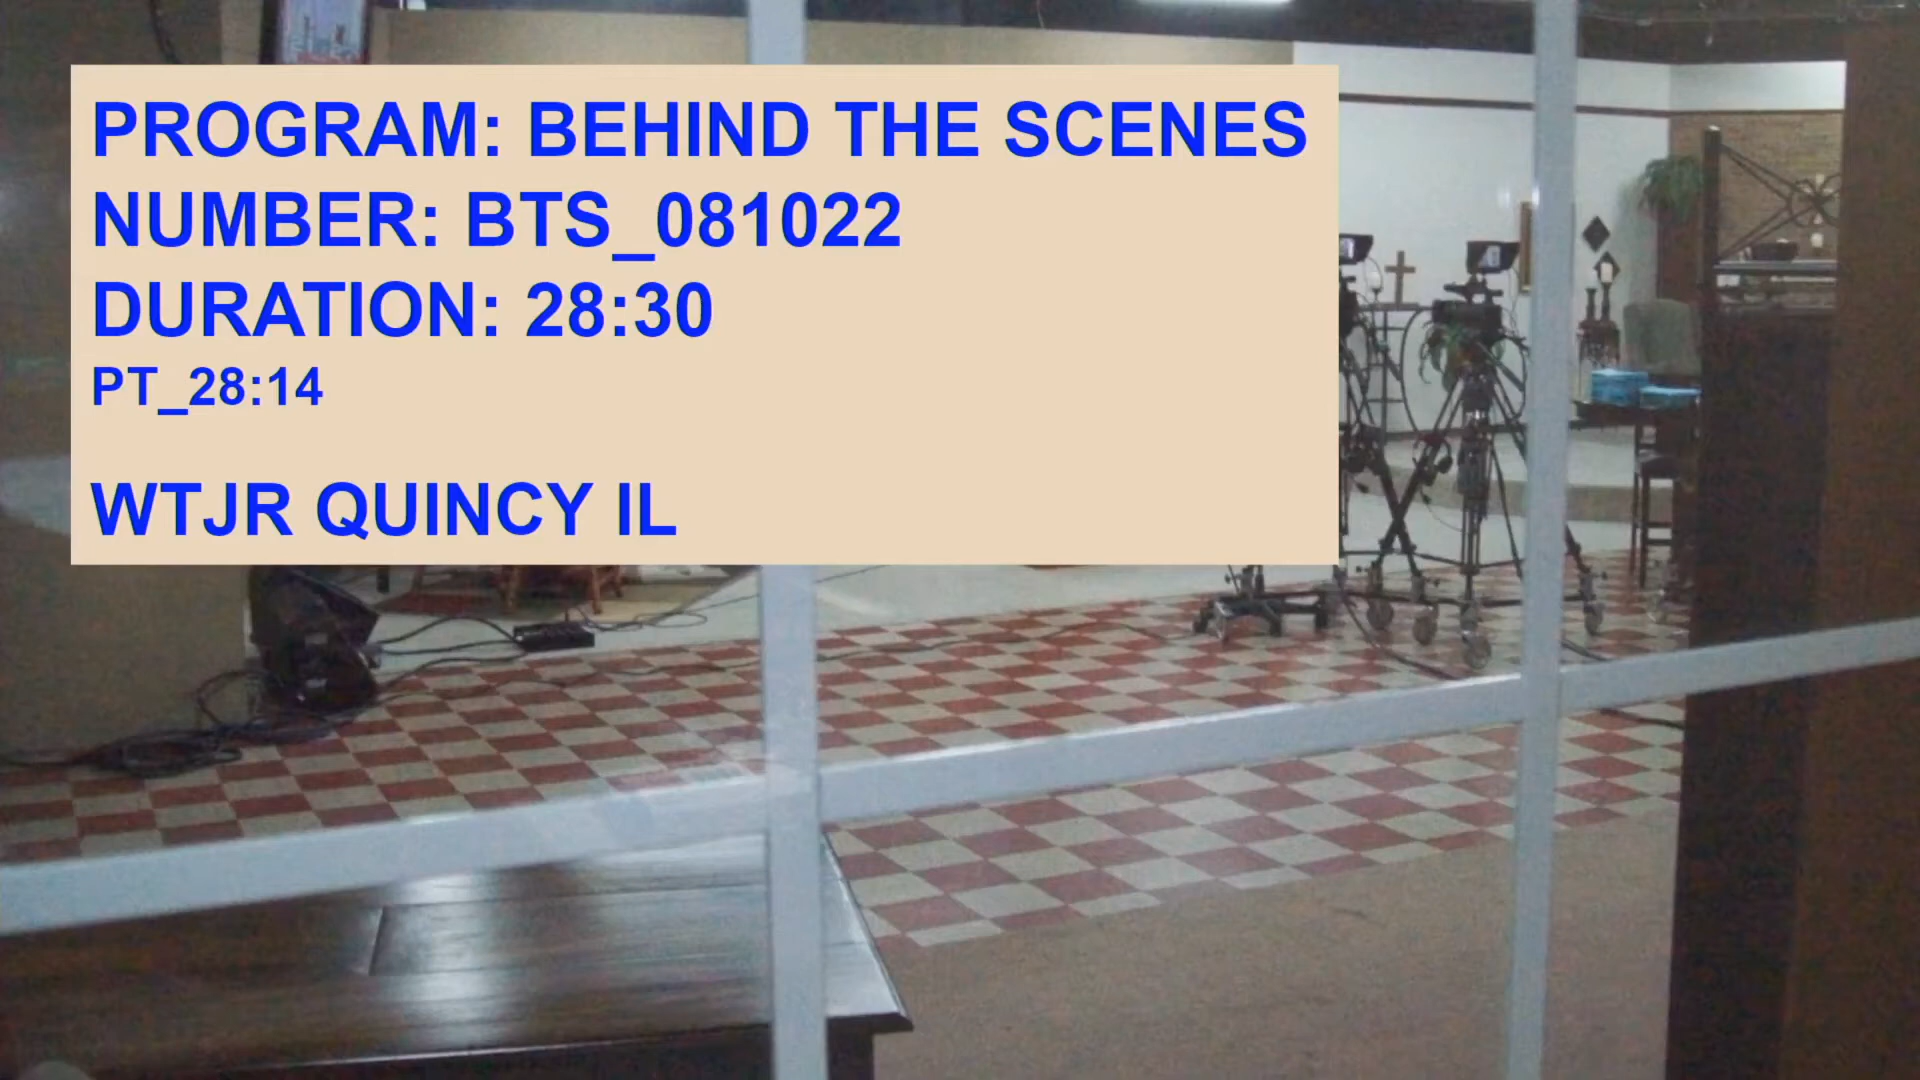 PROGRAM: BEHIND THE SCENES
NUMBER: BTS_081022
DURATION: 28:30
PT_28:14
WTJR QUINCY IL